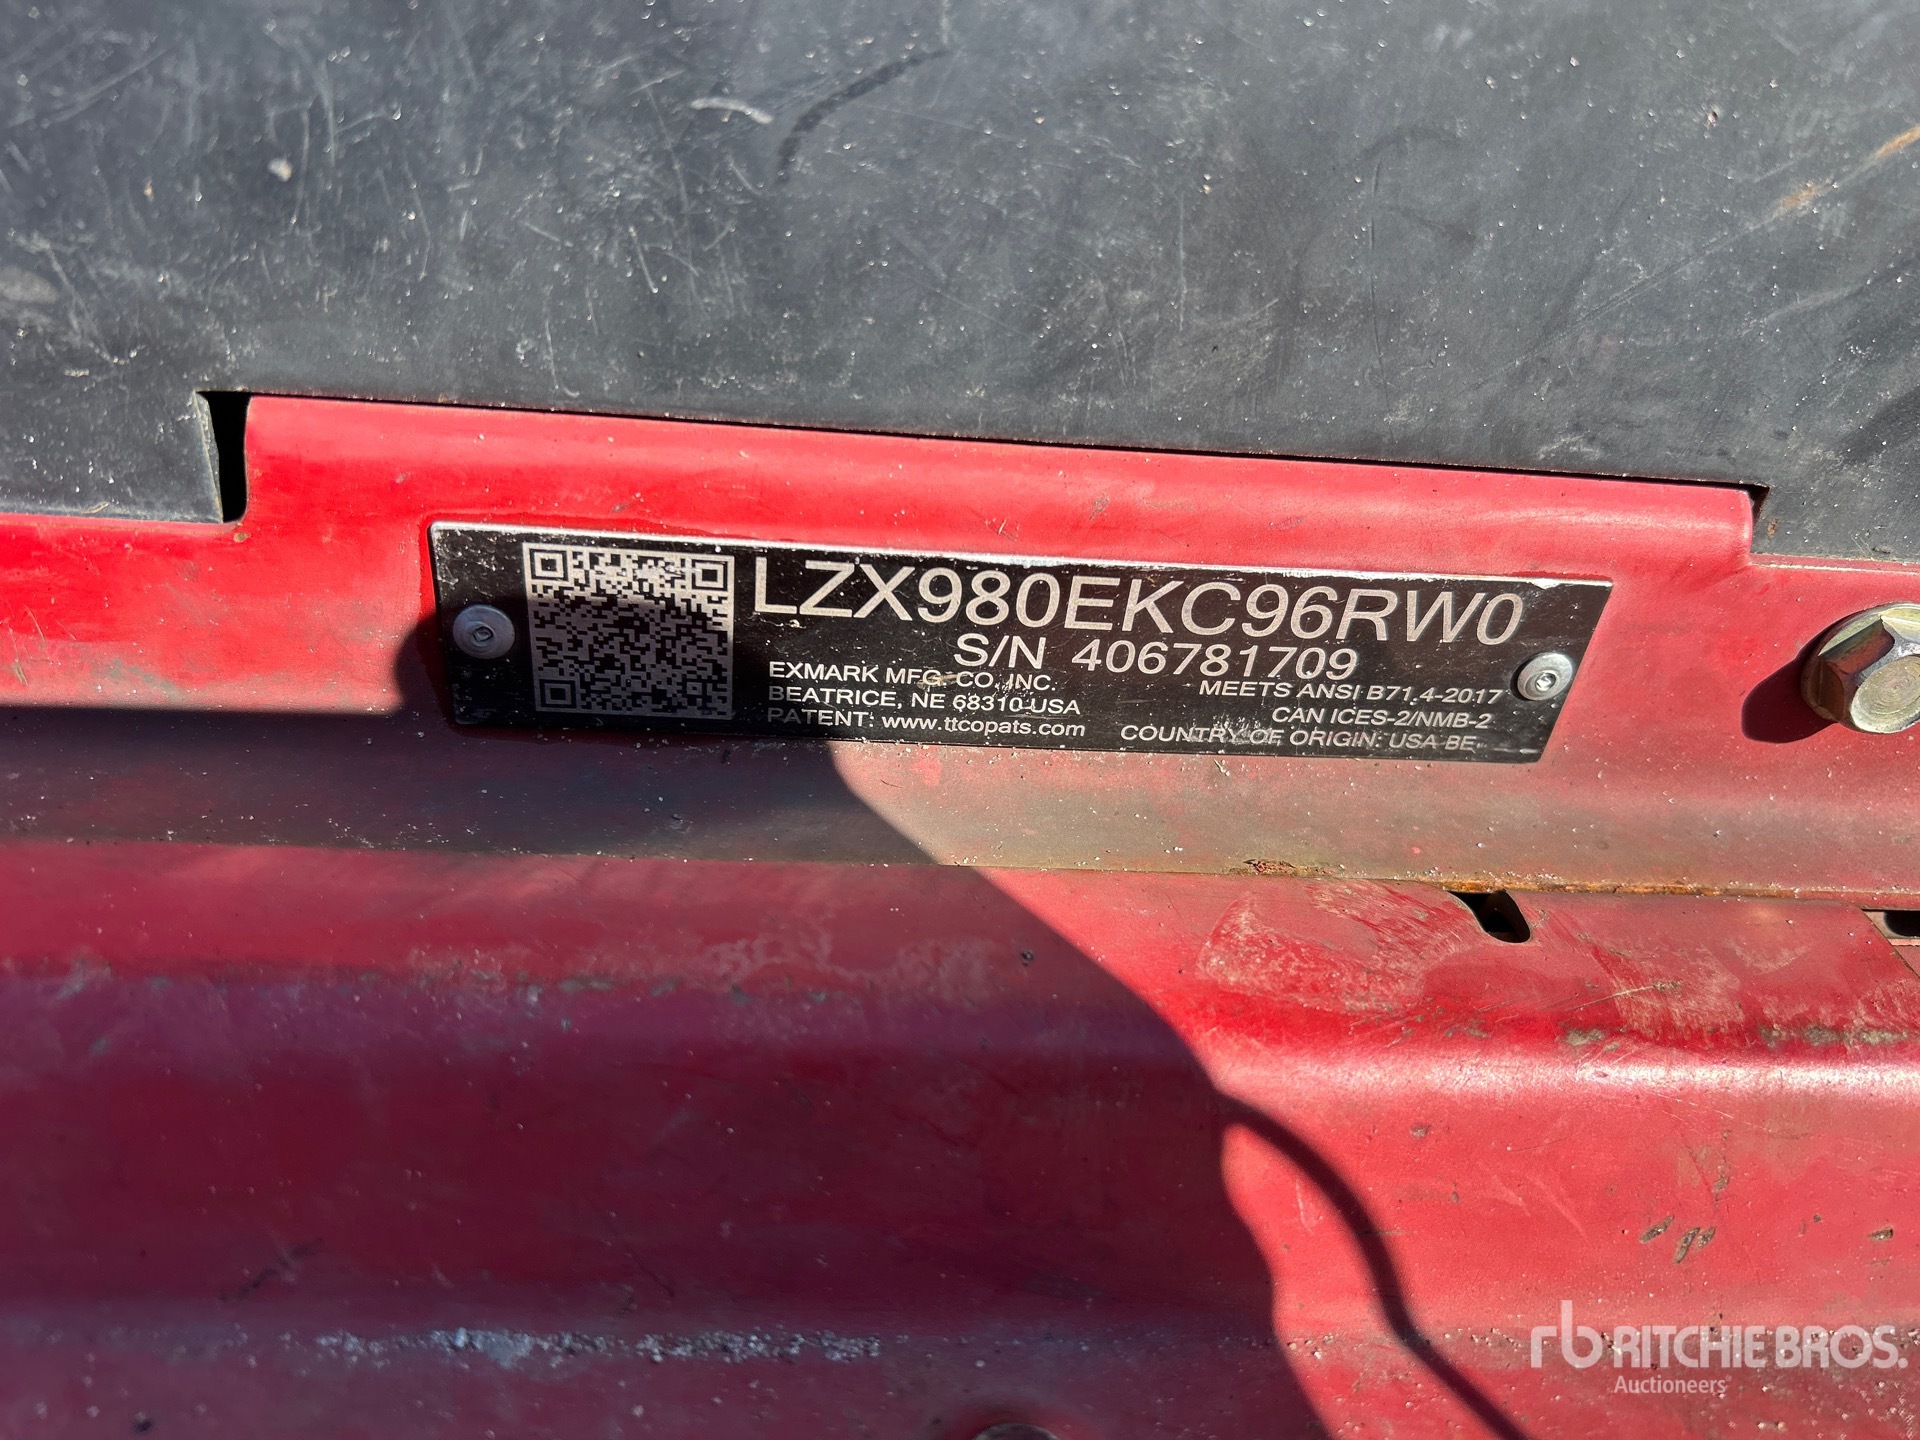 LZX980EKC96RW0
S/N 406781709
EXMARK MFG. CO. INC.
BEATRICE, NE 68310 USA
PATENT: www.ttcopats.com
MEETS ANSI B71.4-2017
CAN ICES-2/NMB-2
COUNTRY OF ORIGIN: USA BE
rb RITCHIE BROS.
Auctioneers